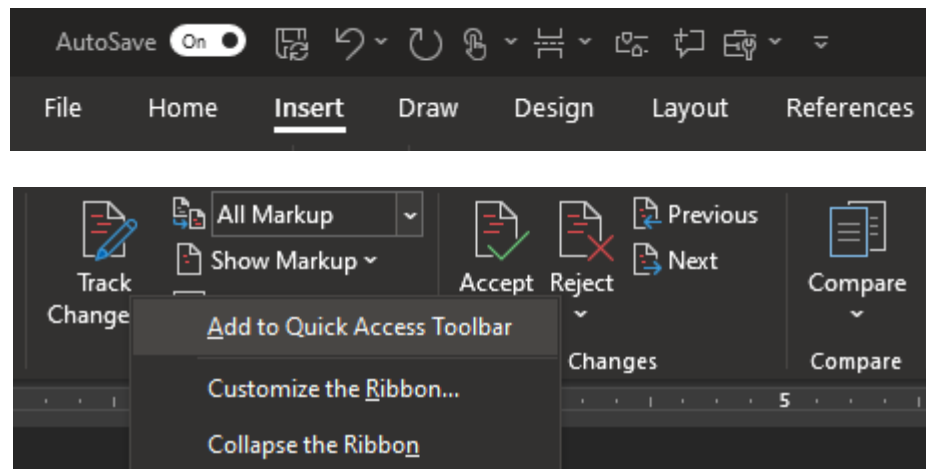 AutoSave On
File Home Insert Draw Design Layout References
All Markup Previous
Show Markup Next
Track Accept Reject Compare
Change
Add to Quick Access Toolbar
Changes Compare
Customize the Ribbon...
5
Collapse the Ribbon